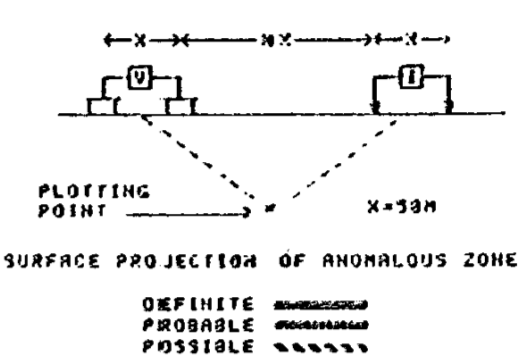 X NX X
V I
PLOTTING
POINT X=50M
SURFACE PROJECTION OF ANOMALOUS ZONE
DEFINITE
PROBABLE
POSSIBLE